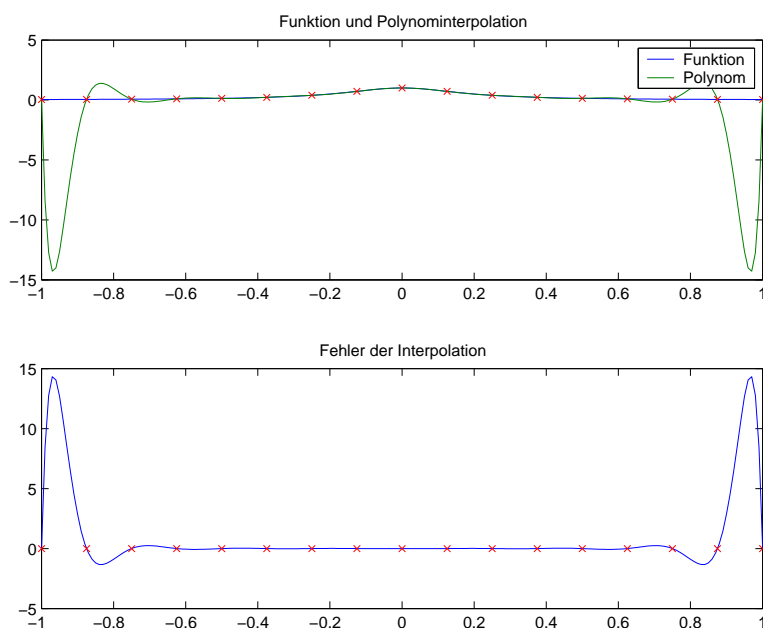 Funktion und Polynominterpolation
5
0
−5
−10
−15
−1 −0.8 −0.6 −0.4 −0.2 0 0.2 0.4 0.6 0.8 1
Funktion
Polynom
Fehler der Interpolation
15
10
5
0
−5
−1 −0.8 −0.6 −0.4 −0.2 0 0.2 0.4 0.6 0.8 1